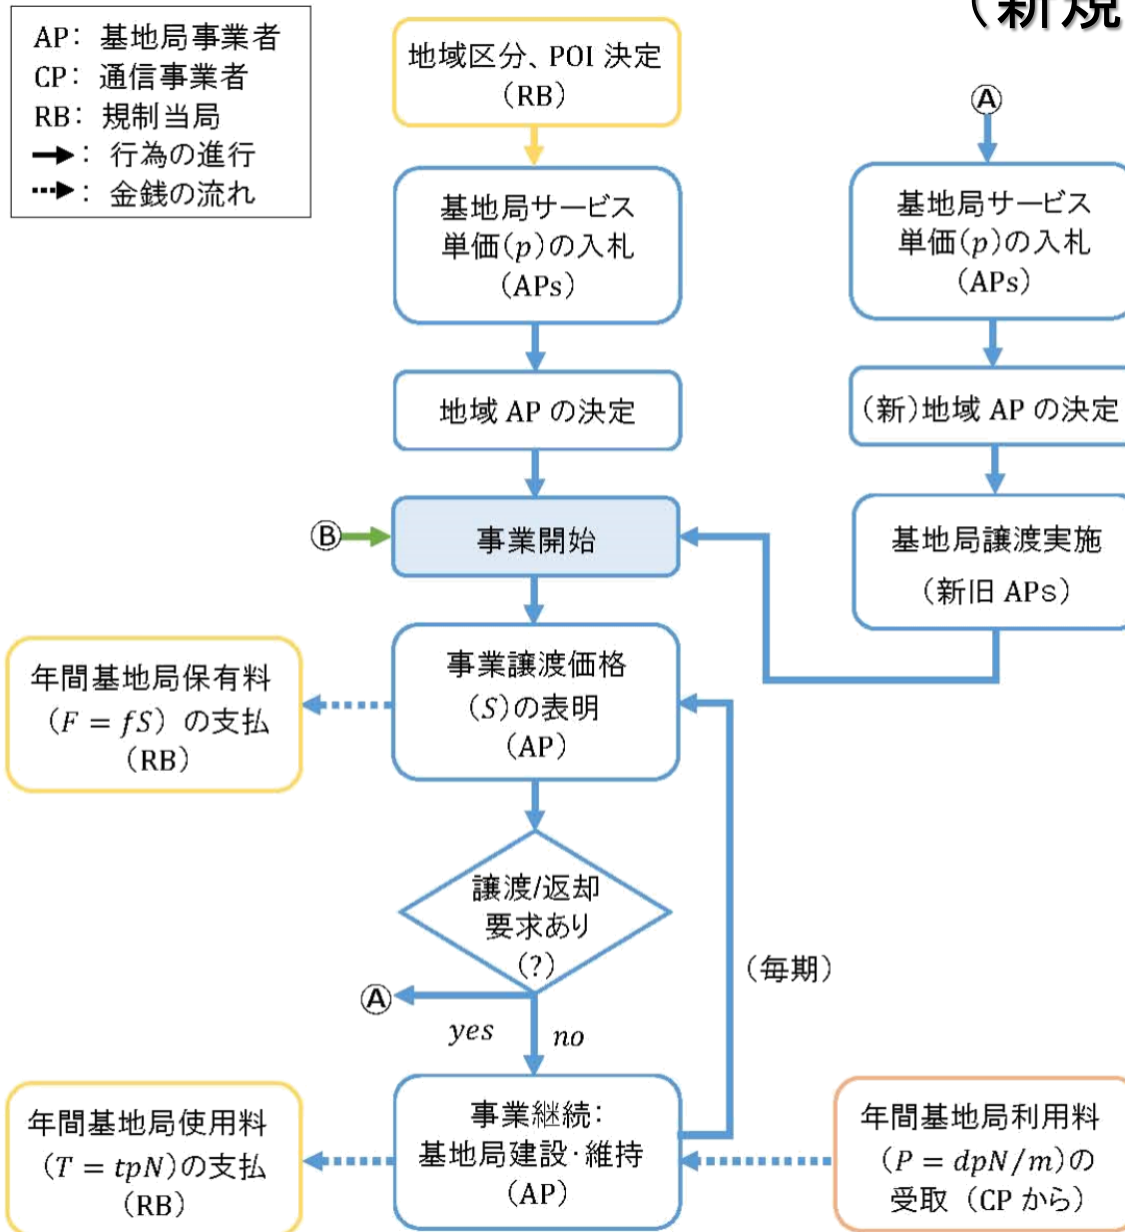 （新規
AP： 基地局事業者
CP： 通信事業者
RB： 規制当局
： 行為の進行
： 金銭の流れ
地域区分、POI 決定
（RB）
基地局サービス
単価(p)の入札
（APs）
地域 AP の決定
Ⓑ
事業開始
事業譲渡価格
(S)の表明
（AP）
年間基地局保有料
（F = fS）の支払
（RB）
譲渡/返却
要求あり
(?)
Ⓐ
yes
no
（毎期）
事業継続：
基地局建設・維持
（AP）
年間基地局使用料
(T = tpN)の支払
（RB）
年間基地局利用料
(P = dpN/m)の
受取（CP から）
Ⓐ
基地局サービス
単価(p)の入札
（APs）
（新）地域 AP の決定
基地局譲渡実施
（新旧 APs）